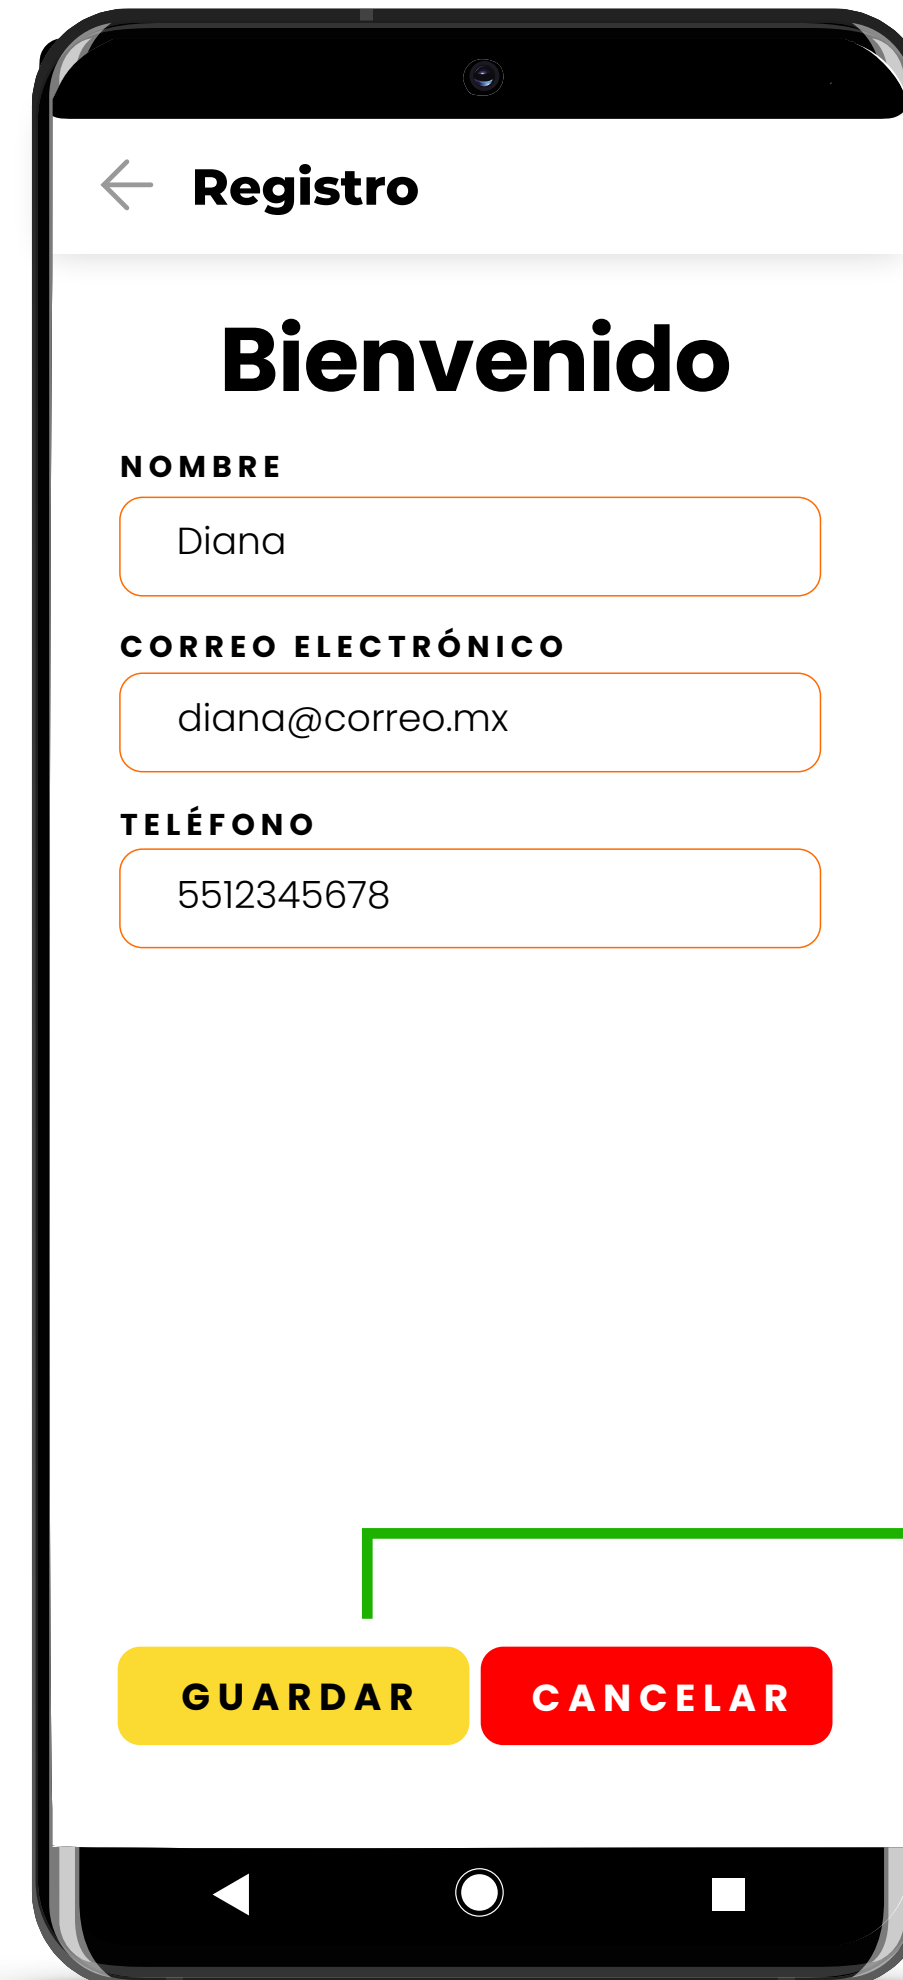 Registro
Bienvenido
NOMBRE
Diana
CORREO ELECTRÓNICO
diana@correo.mx
TELÉFONO
5512345678
GUARDAR
CANCELAR